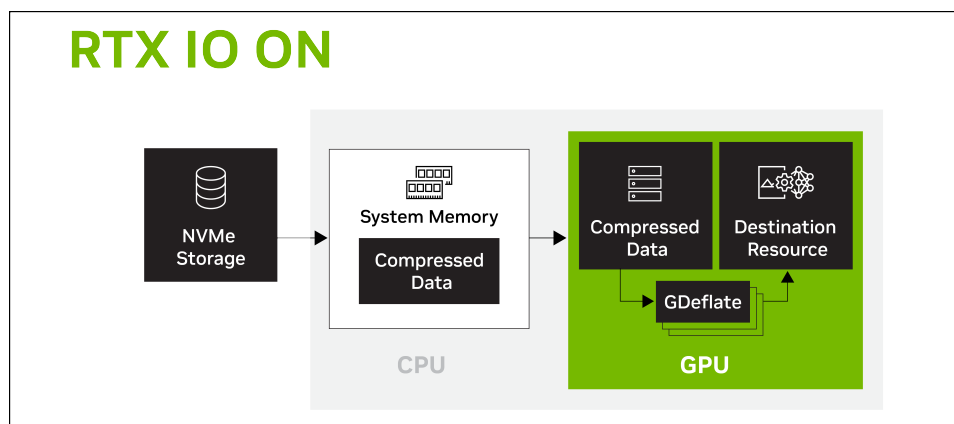 RTX IO ON
NVMe
Storage
System Memory
Compressed
Data
CPU
Compressed
Data
Destination
Resource
GDeflate
GPU